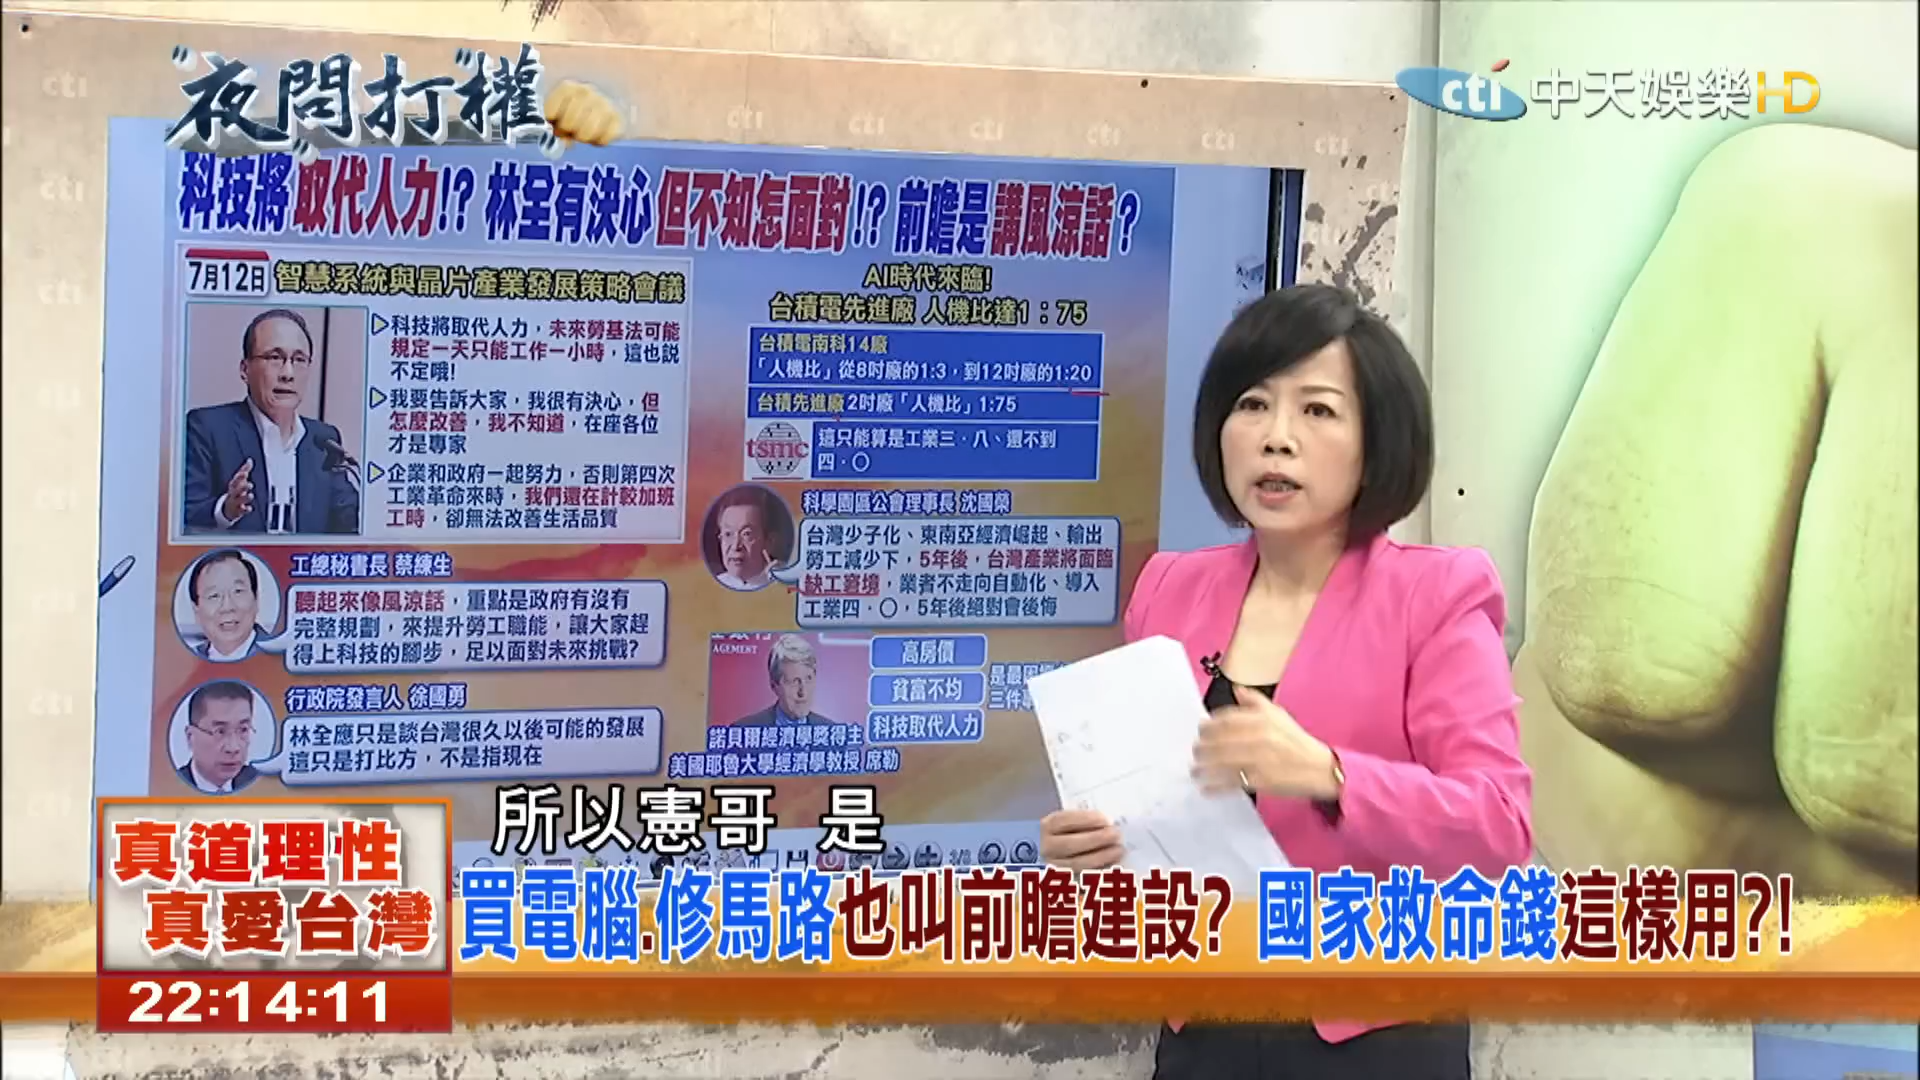 "夜問打權"
cti 中天娛樂HD
科技將取代人力!? 林全有決心但不知怎面對!? 前瞻是講風涼話?
7月12日 智慧系統與晶片產業發展策略會議
科技將取代人力，未來勞基法可能
規定一天只能工作一小時，這也說
不定哦!
我要告訴大家，我很有決心，但
怎麼改善，我不知道，在座各位
才是專家
企業和政府一起努力，否則第四次
工業革命來時，我們還在計較加班
工時，卻無法改善生活品質
工總秘書長 蔡練生
聽起來像風涼話，重點是政府有沒有
完整規劃，來提升勞工職能，讓大家趕
得上科技的腳步，足以面對未來挑戰?
行政院發言人 徐國勇
林全應只是談台灣很久以後可能的發展
這只是打比方，不是指現在
AI時代來臨!
台積電先進廠 人機比達1：75
台積電南科14廠
「人機比」從8吋廠的1:3，到12吋廠的1:20
台積先進廠2吋廠「人機比」1:75
tsmc
這只能算是工業三．八、還不到
四．〇
科學園區公會理事長 沈國榮
台灣少子化、東南亞經濟崛起、輸出
勞工減少下，5年後，台灣產業將面臨
缺工窘境，業者不走向自動化、導入
工業四．〇，5年後絕對會後悔
AGEMENT
高房價
貧富不均
科技取代人力
是最
三件
諾貝爾經濟學獎得主
美國耶魯大學經濟學教授 席勒
所以憲哥 是
真道理性
真愛台灣
買電腦.修馬路也叫前瞻建設? 國家救命錢這樣用?!
22:14:11